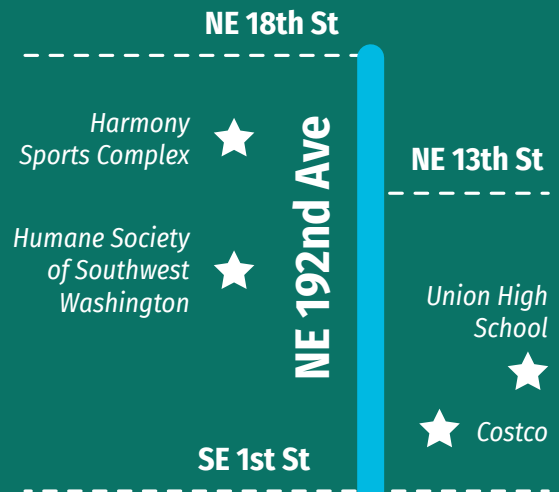 NE 18th St
Harmony
Sports Complex
NE 192nd Ave
NE 13th St
Humane Society
of Southwest
Washington
Union High
School
Costco
SE 1st St